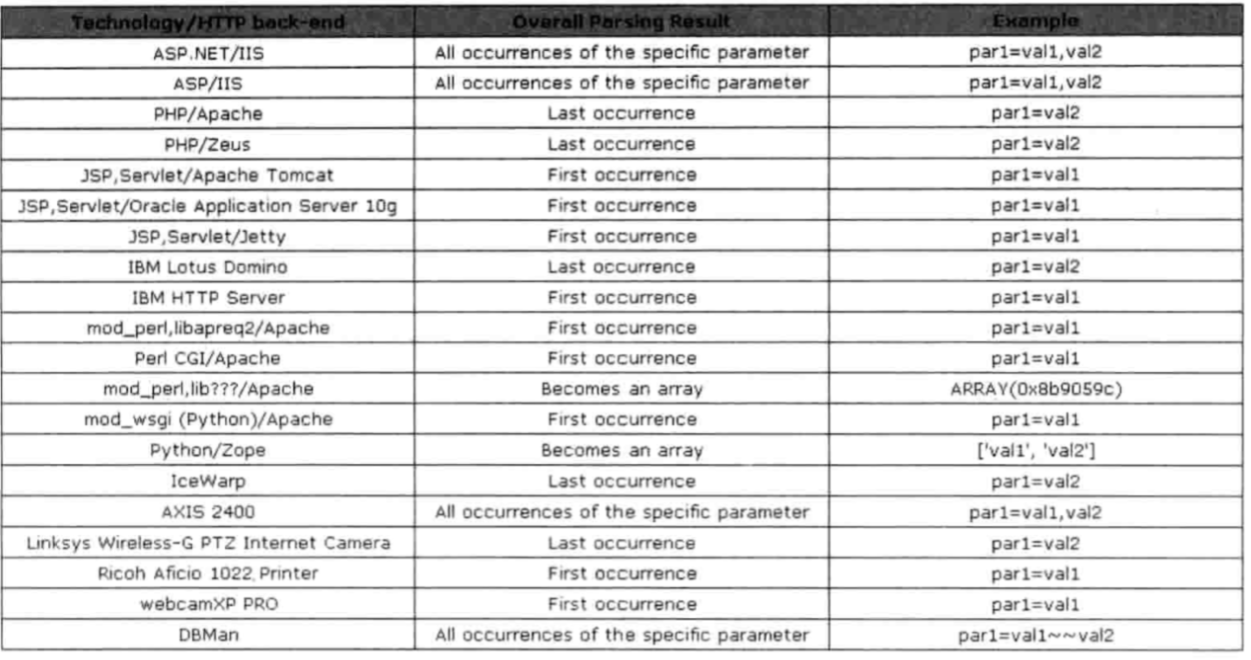 Technology/HTTP back-end Overall Parsing Result Example
ASP.NET/IIS All occurrences of the specific parameter par1=val1,val2
ASP/IIS All occurrences of the specific parameter par1=val1,val2
PHP/Apache Last occurrence par1=val2
PHP/Zeus Last occurrence par1=val2
JSP,Servlet/Apache Tomcat First occurrence par1=val1
JSP,Servlet/Oracle Application Server 10g First occurrence par1=val1
JSP,Servlet/Jetty First occurrence par1=val1
IBM Lotus Domino Last occurrence par1=val2
IBM HTTP Server First occurrence par1=val1
mod_perl,libapreq2/Apache First occurrence par1=val1
Perl CGI/Apache First occurrence par1=val1
mod_perl,lib???/Apache Becomes an array ARRAY(0x8b9059c)
mod_wsgi (Python)/Apache First occurrence par1=val1
Python/Zope Becomes an array ['val1', 'val2']
IceWarp Last occurrence par1=val2
AXIS 2400 All occurrences of the specific parameter par1=val1,val2
Linksys Wireless-G PTZ Internet Camera Last occurrence par1=val2
Ricoh Aficio 1022 Printer First occurrence par1=val1
webcamXP PRO First occurrence par1=val1
DBMan All occurrences of the specific parameter par1=val1~~val2